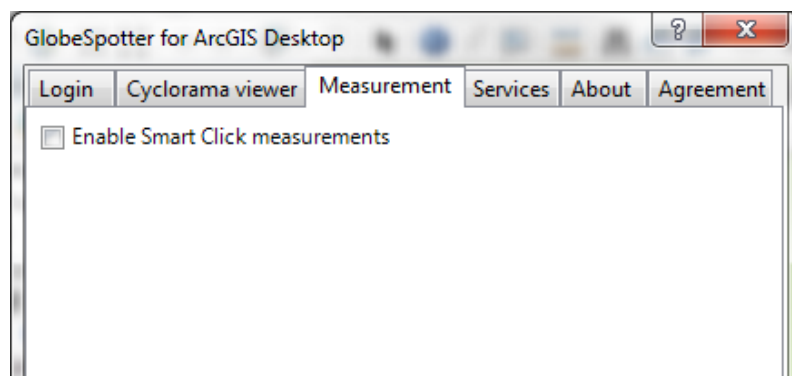 GlobeSpotter for ArcGIS Desktop ? X
Login Cyclorama viewer Measurement Services About Agreement
Enable Smart Click measurements